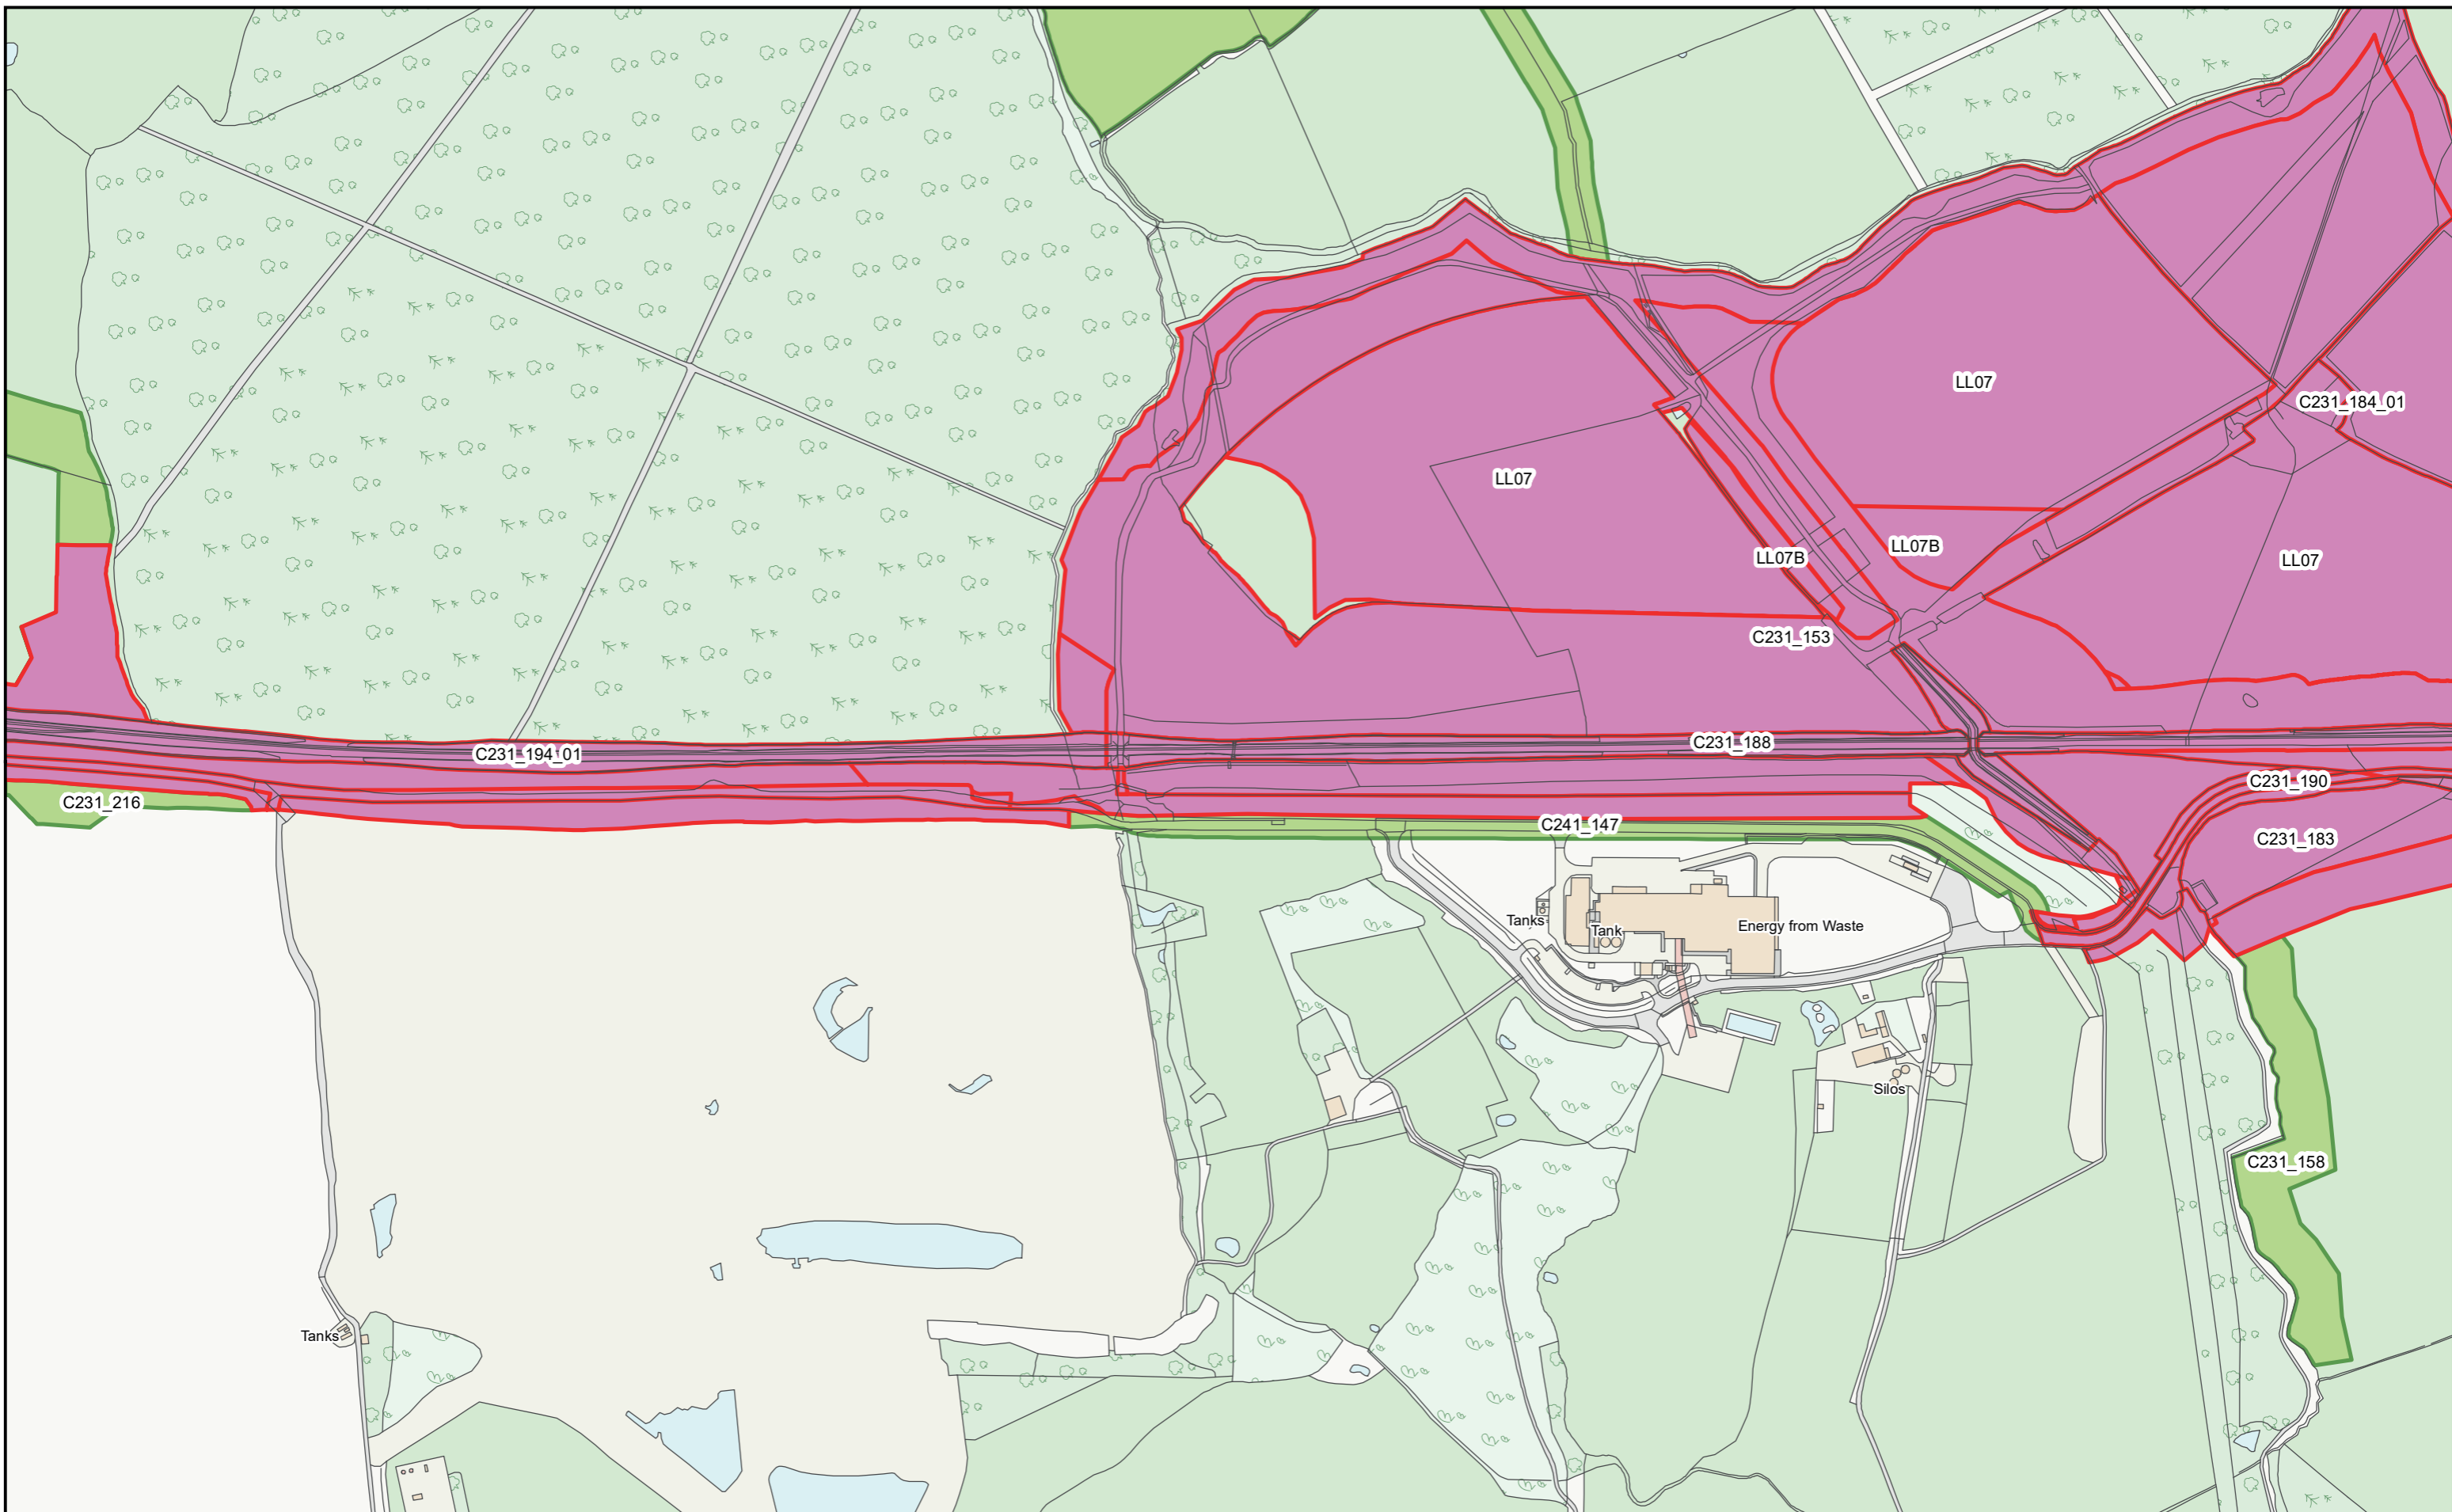 LL07
C231_184_01
LL07
LL07B
LL07B
LL07
C231_153
C231_188
C231_194_01
C231_190
C231_216
C241_147
C231_183
Tanks
Tank
Energy from Waste
Silos
C231_158
Tanks